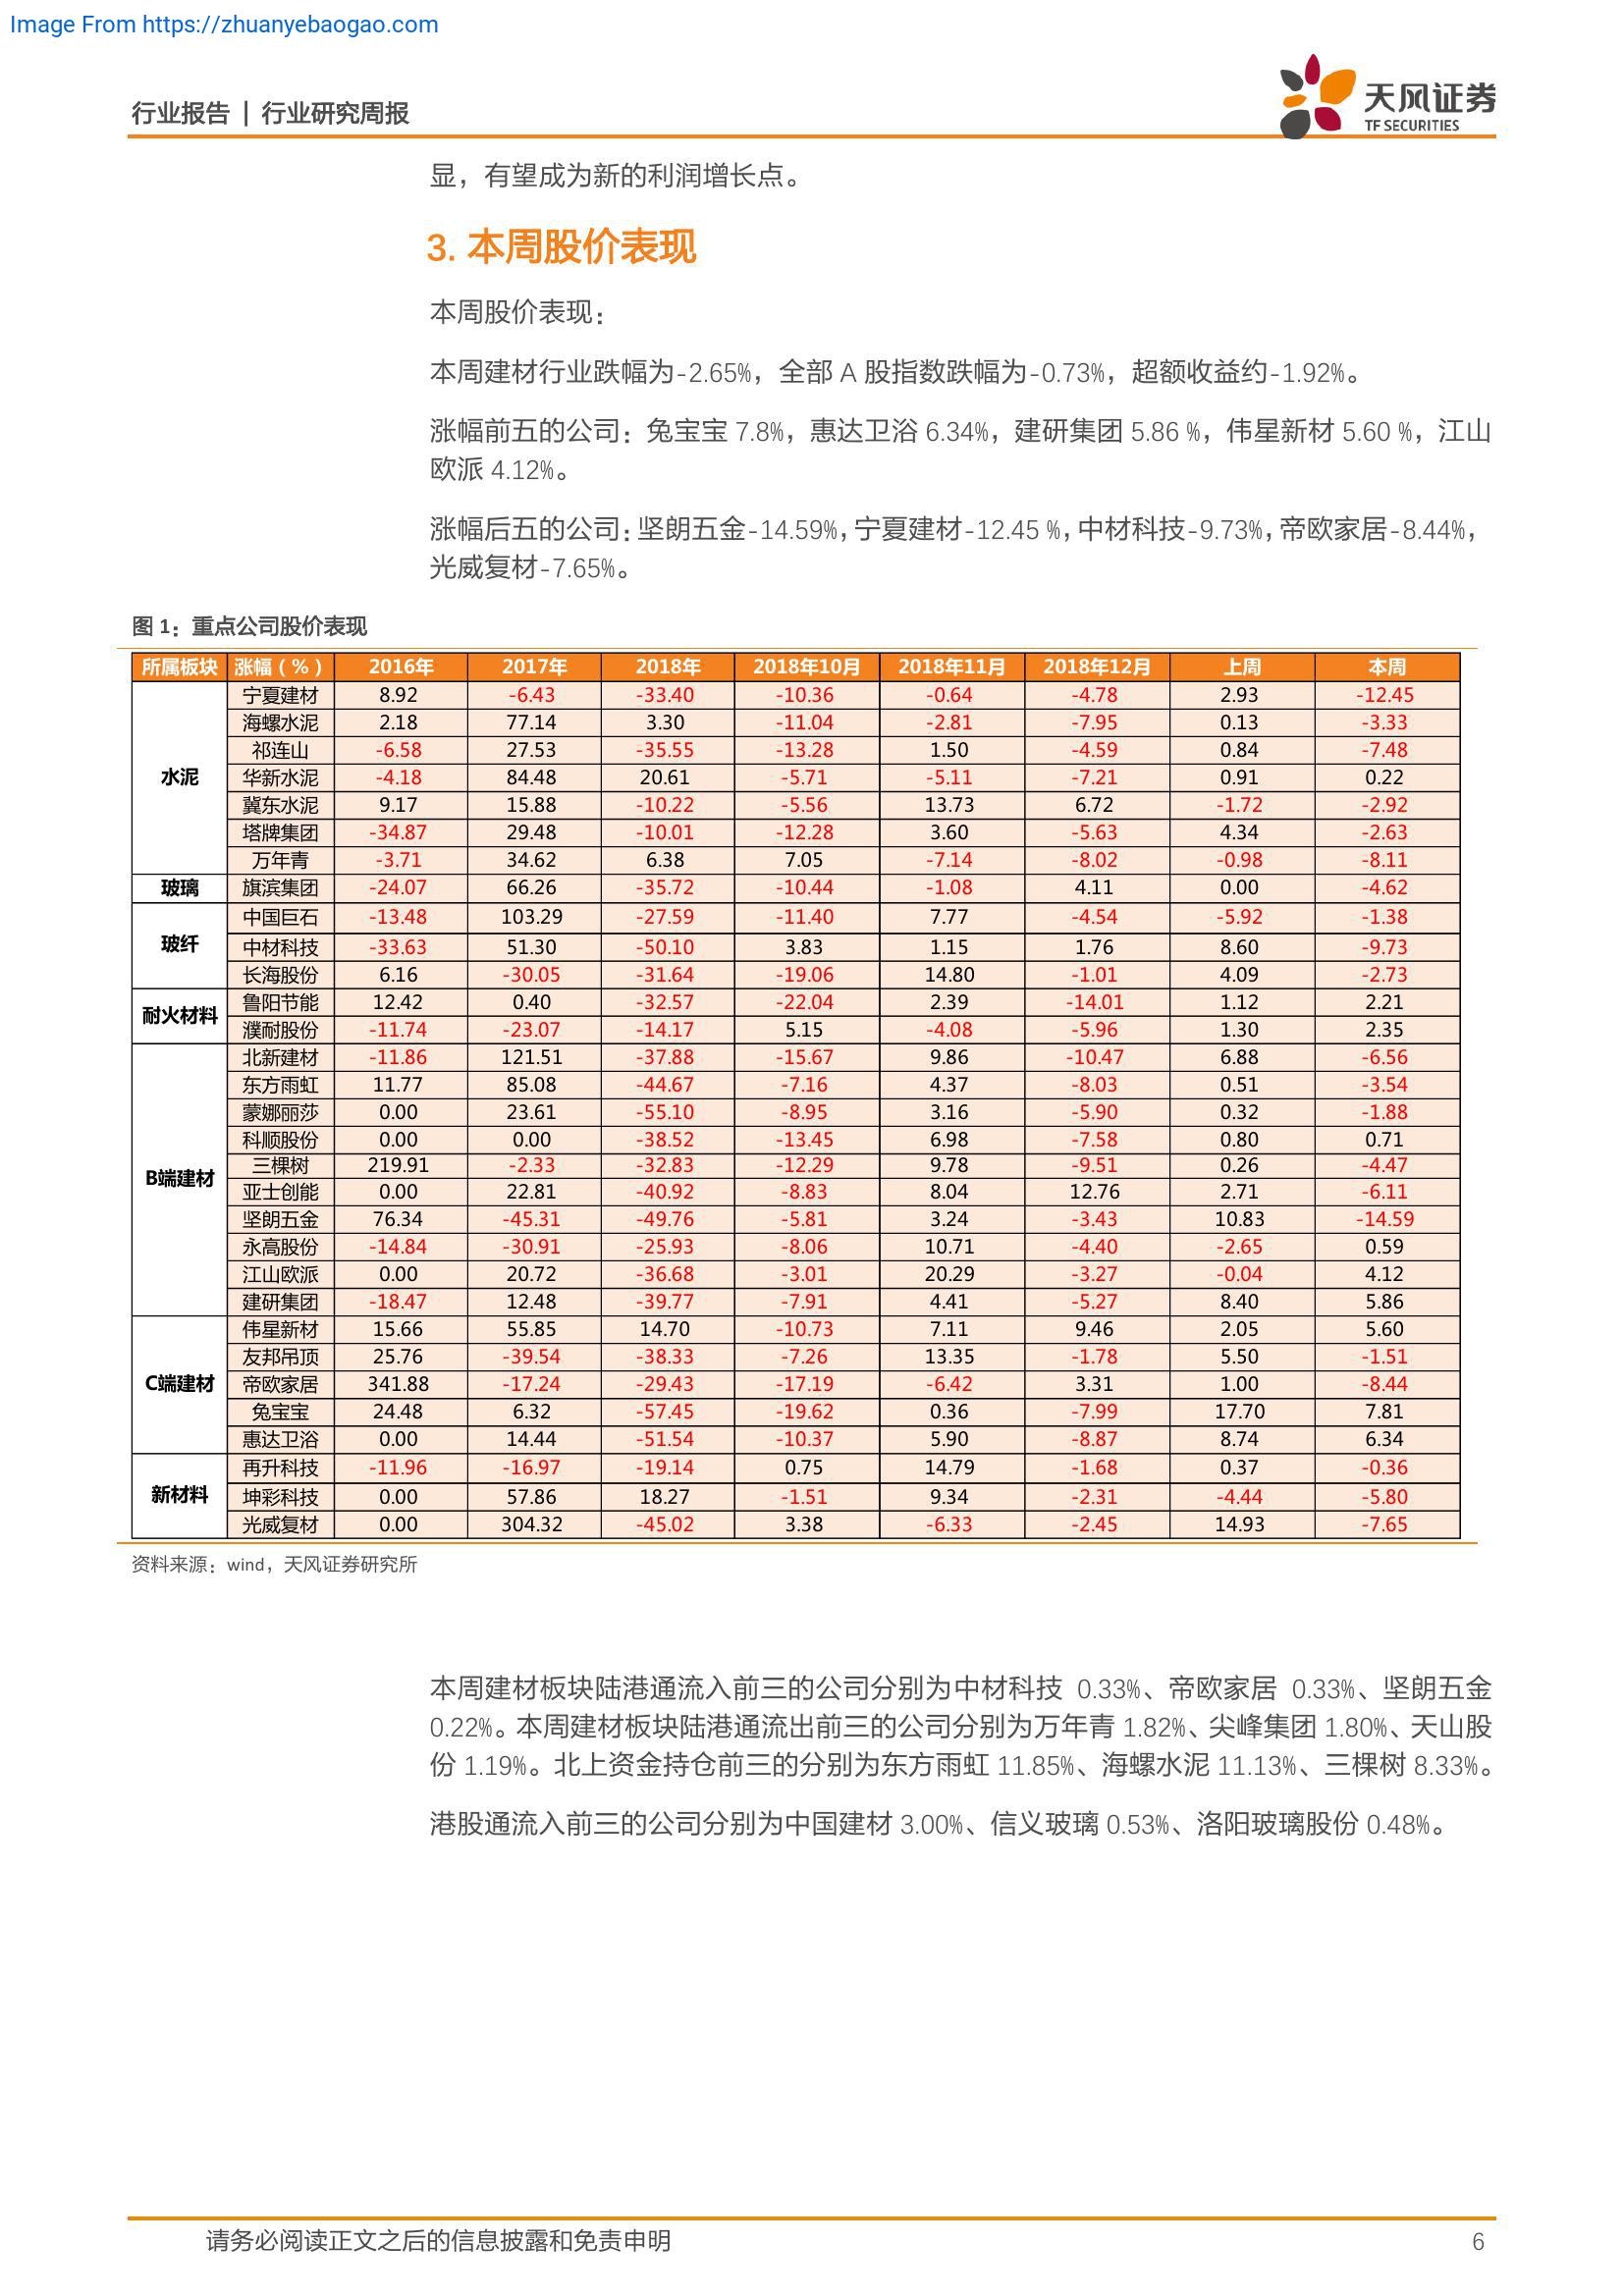 Image From https://zhuanyebaogao.com
行业报告 | 行业研究周报
天风证券
TF SECURITIES
显，有望成为新的利润增长点。
3. 本周股价表现
本周股价表现：
本周建材行业跌幅为-2.65%，全部 A 股指数跌幅为-0.73%，超额收益约-1.92%。
涨幅前五的公司：兔宝宝 7.8%，惠达卫浴 6.34%，建研集团 5.86 %，伟星新材 5.60 %，江山
欧派 4.12%。
涨幅后五的公司：坚朗五金-14.59%，宁夏建材-12.45 %，中材科技-9.73%，帝欧家居-8.44%，
光威复材-7.65%。
图 1：重点公司股价表现
所属板块 涨幅（%） 2016年 2017年 2018年 2018年10月 2018年11月 2018年12月 上周 本周
水泥 宁夏建材 8.92 -6.43 -33.40 -10.36 -0.64 -4.78 2.93 -12.45
海螺水泥 2.18 77.14 3.30 -11.04 -2.81 -7.95 0.13 -3.33
祁连山 -6.58 27.53 -35.55 -13.28 1.50 -4.59 0.84 -7.48
华新水泥 -4.18 84.48 20.61 -5.71 -5.11 -7.21 0.91 0.22
冀东水泥 9.17 15.88 -10.22 -5.56 13.73 6.72 -1.72 -2.92
塔牌集团 -34.87 29.48 -10.01 -12.28 3.60 -5.63 4.34 -2.63
万年青 -3.71 34.62 6.38 7.05 -7.14 -8.02 -0.98 -8.11
玻璃 旗滨集团 -24.07 66.26 -35.72 -10.44 -1.08 4.11 0.00 -4.62
玻纤 中国巨石 -13.48 103.29 -27.59 -11.40 7.77 -4.54 -5.92 -1.38
中材科技 -33.63 51.30 -50.10 3.83 1.15 1.76 8.60 -9.73
长海股份 6.16 -30.05 -31.64 -19.06 14.80 -1.01 4.09 -2.73
耐火材料 鲁阳节能 12.42 0.40 -32.57 -22.04 2.39 -14.01 1.12 2.21
濮耐股份 -11.74 -23.07 -14.17 5.15 -4.08 -5.96 1.30 2.35
B端建材 北新建材 -11.86 121.51 -37.88 -15.67 9.86 -10.47 6.88 -6.56
东方雨虹 11.77 85.08 -44.67 -7.16 4.37 -8.03 0.51 -3.54
蒙娜丽莎 0.00 23.61 -55.10 -8.95 3.16 -5.90 0.32 -1.88
科顺股份 0.00 0.00 -38.52 -13.45 6.98 -7.58 0.80 0.71
三棵树 219.91 -2.33 -32.83 -12.29 9.78 -9.51 0.26 -4.47
亚士创能 0.00 22.81 -40.92 -8.83 8.04 12.76 2.71 -6.11
坚朗五金 76.34 -45.31 -49.76 -5.81 3.24 -3.43 10.83 -14.59
永高股份 -14.84 -30.91 -25.93 -8.06 10.71 -4.40 -2.65 0.59
江山欧派 0.00 20.72 -36.68 -3.01 20.29 -3.27 -0.04 4.12
建研集团 -18.47 12.48 -39.77 -7.91 4.41 -5.27 8.40 5.86
C端建材 伟星新材 15.66 55.85 14.70 -10.73 7.11 9.46 2.05 5.60
友邦吊顶 25.76 -39.54 -38.33 -7.26 13.35 -1.78 5.50 -1.51
帝欧家居 341.88 -17.24 -29.43 -17.19 -6.42 3.31 1.00 -8.44
兔宝宝 24.48 6.32 -57.45 -19.62 0.36 -7.99 17.70 7.81
惠达卫浴 0.00 14.44 -51.54 -10.37 5.90 -8.87 8.74 6.34
新材料 再升科技 -11.96 -16.97 -19.14 0.75 14.79 -1.68 0.37 -0.36
坤彩科技 0.00 57.86 18.27 -1.51 9.34 -2.31 -4.44 -5.80
光威复材 0.00 304.32 -45.02 3.38 -6.33 -2.45 14.93 -7.65
资料来源：wind，天风证券研究所
本周建材板块陆港通流入前三的公司分别为中材科技 0.33%、帝欧家居 0.33%、坚朗五金
0.22%。本周建材板块陆港通流出前三的公司分别为万年青 1.82%、尖峰集团 1.80%、天山股
份 1.19%。北上资金持仓前三的分别为东方雨虹 11.85%、海螺水泥 11.13%、三棵树 8.33%。
港股通流入前三的公司分别为中国建材 3.00%、信义玻璃 0.53%、洛阳玻璃股份 0.48%。
请务必阅读正文之后的信息披露和免责申明 6